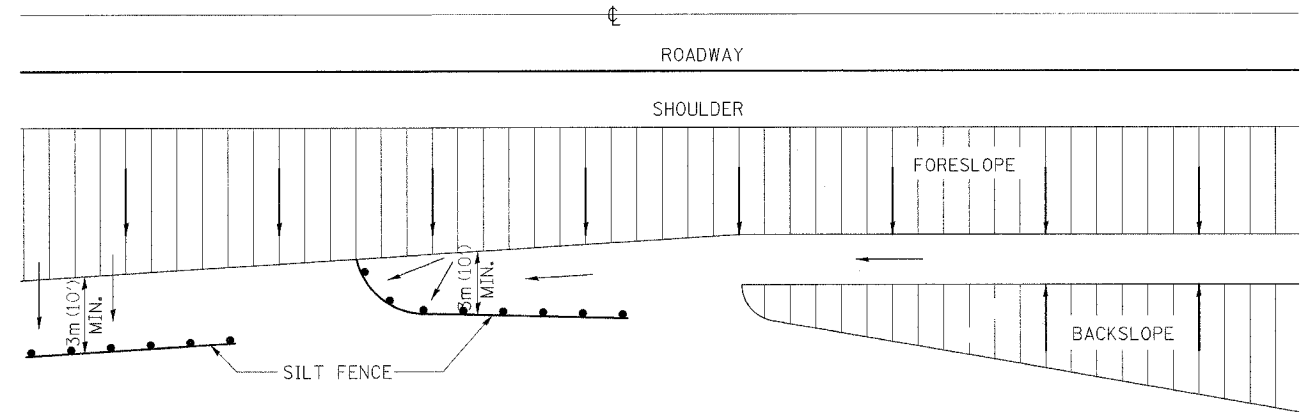 ℄
ROADWAY
SHOULDER
FORESLOPE
3m (10')
MIN.
3m (10')
MIN.
BACKSLOPE
SILT FENCE